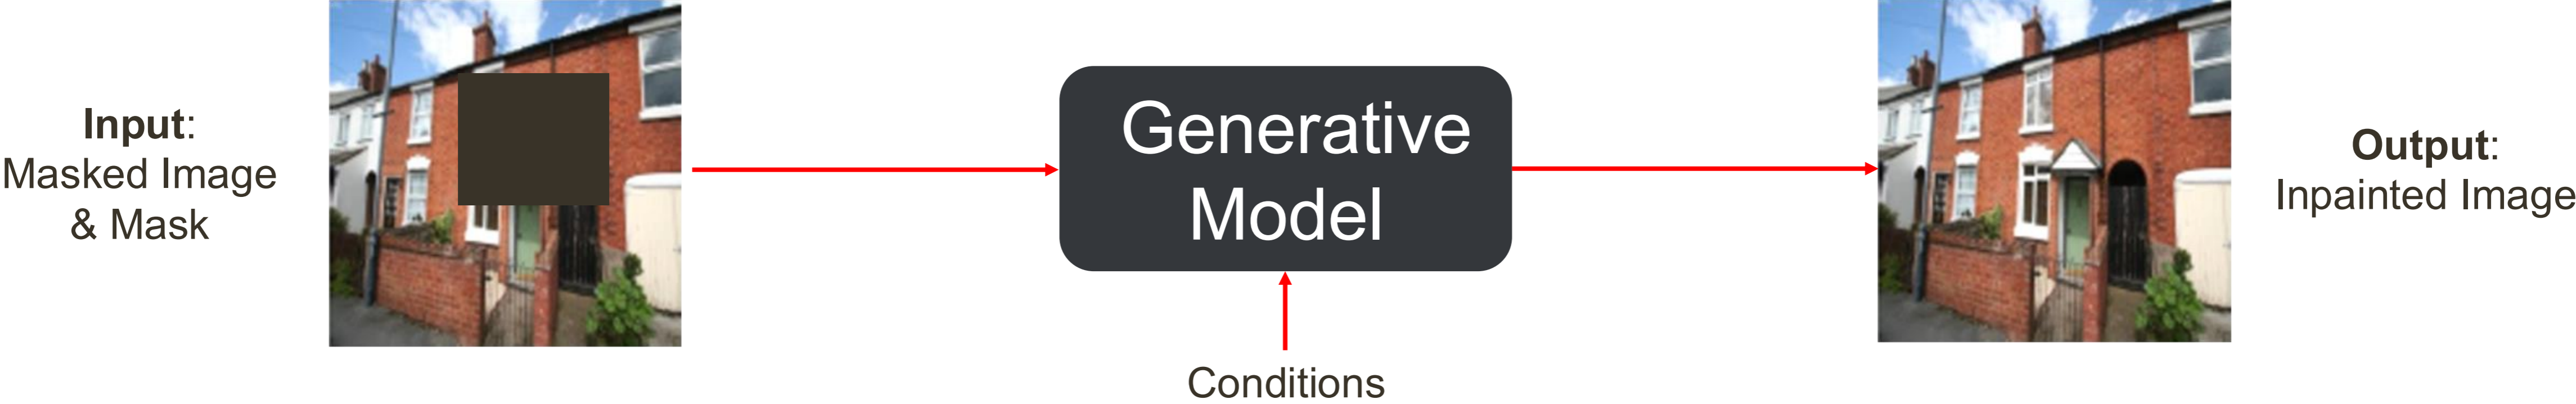 Input:
Masked Image
& Mask
Generative
Model
Conditions
Output:
Inpainted Image